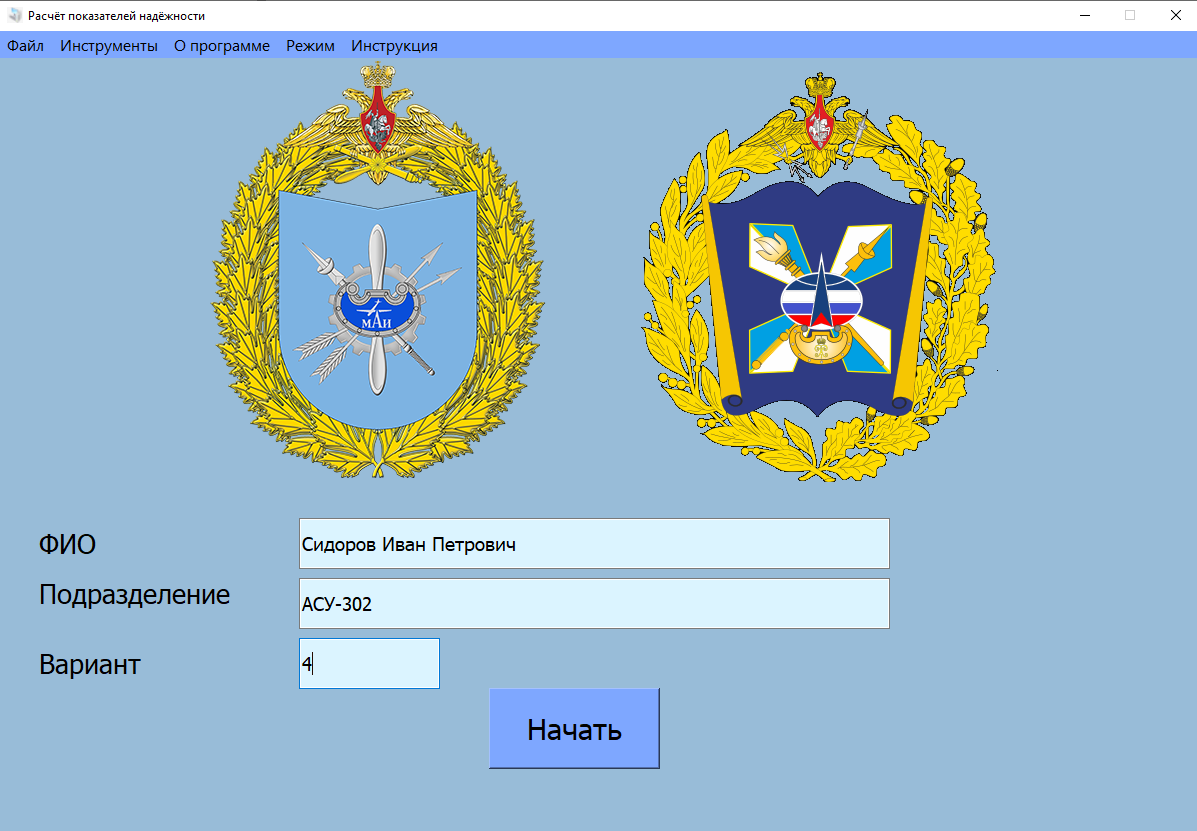 Расчёт показателей надёжности
Файл Инструменты О программе Режим Инструкция
МАИ
ФИО Сидоров Иван Петрович
Подразделение АСУ-302
Вариант 4
Начать